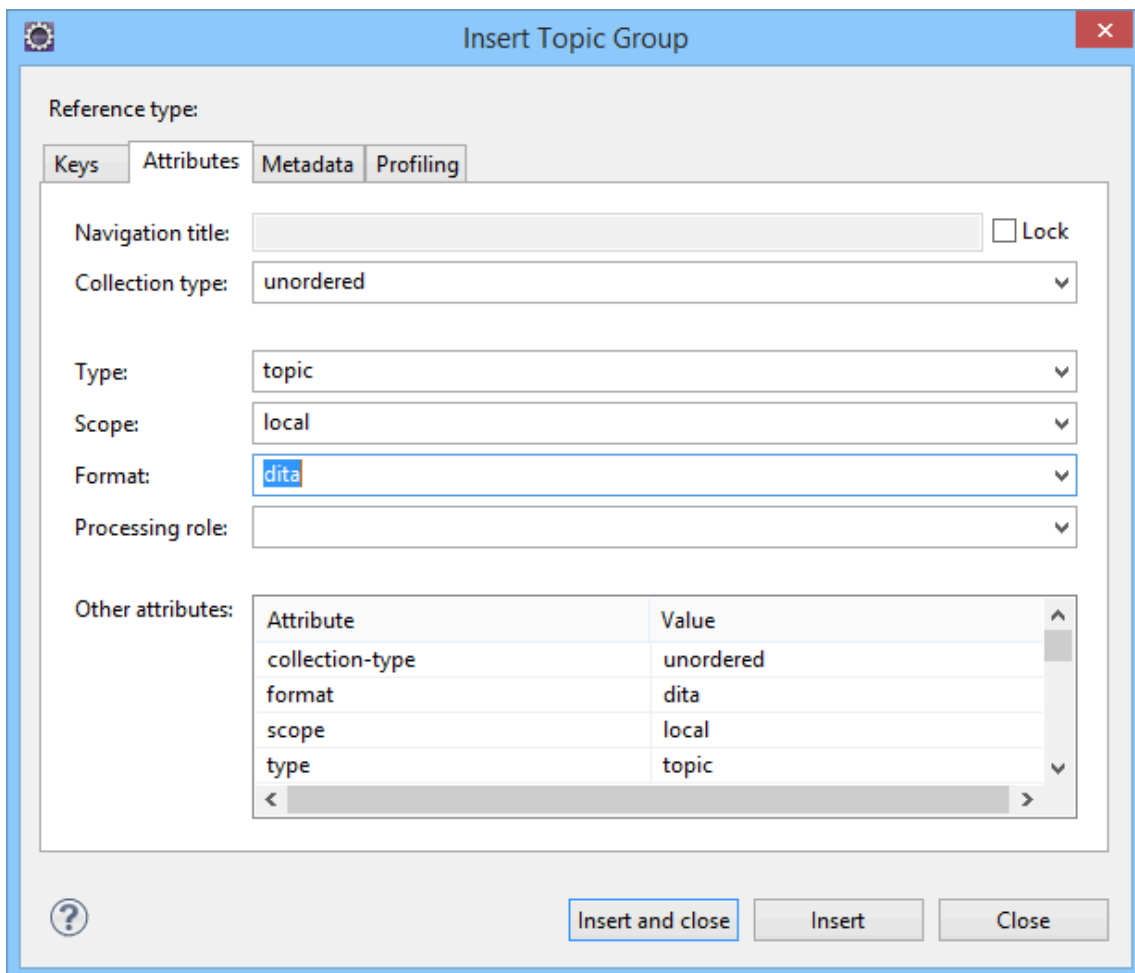 Insert Topic Group
Reference type:
Keys Attributes Metadata Profiling
Navigation title: Lock
Collection type: unordered
Type: topic
Scope: local
Format: dita
Processing role:
Other attributes: Attribute Value
collection-type unordered
format dita
scope local
type topic
Insert and close Insert Close